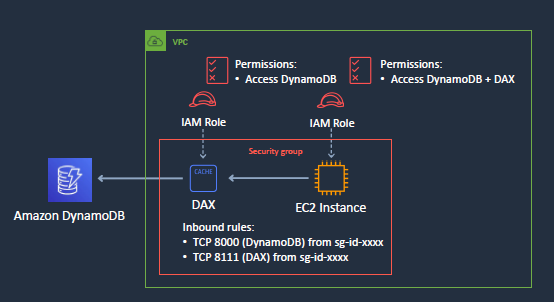 VPC
Permissions:
• Access DynamoDB
Permissions:
• Access DynamoDB + DAX
IAM Role
IAM Role
Security group
CACHE
Amazon DynamoDB
DAX
EC2 Instance
Inbound rules:
• TCP 8000 (DynamoDB) from sg-id-xxxx
• TCP 8111 (DAX) from sg-id-xxxx